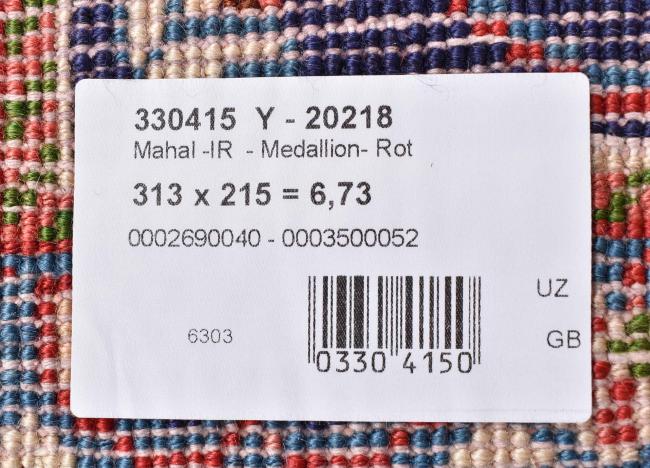 330415 Y - 20218
Mahal -IR - Medallion- Rot
313 x 215 = 6,73
0002690040 - 0003500052
UZ
6303
GB
0330 4150